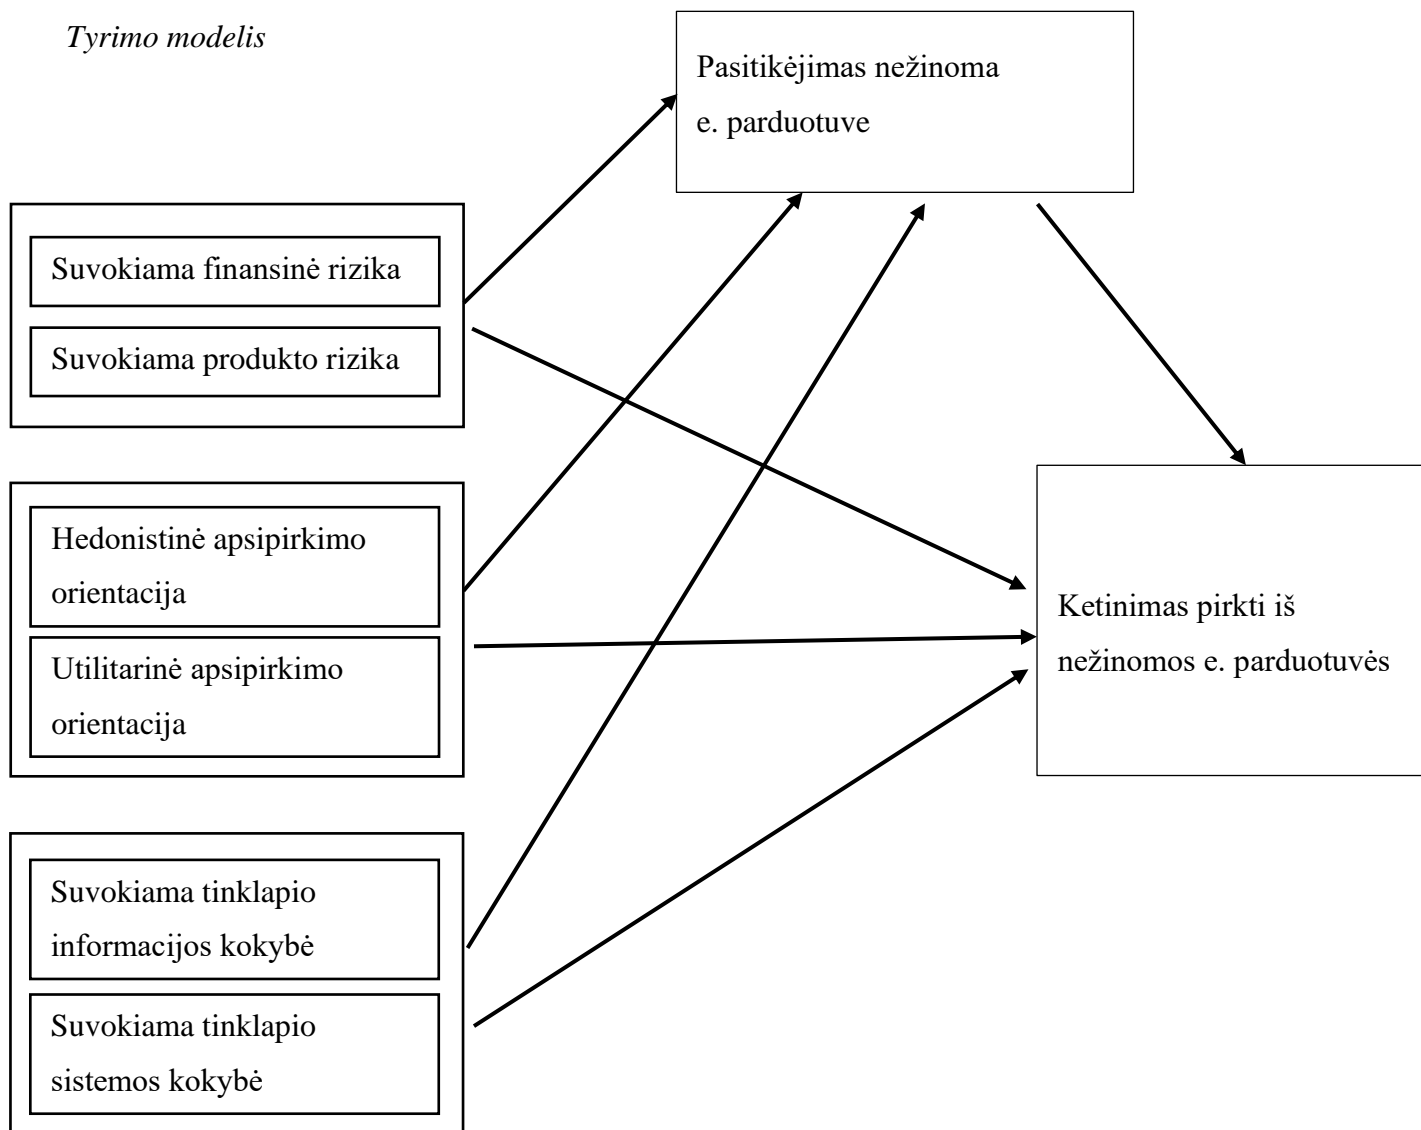 Tyrimo modelis
Pasitikėjimas nežinoma
e. parduotuve
Suvokiama finansinė rizika
Suvokiama produkto rizika
Hedonistinė apsipirkimo
orientacija
Utilitarinė apsipirkimo
orientacija
Ketinimas pirkti iš
nežinomos e. parduotuvės
Suvokiama tinklapio
informacijos kokybė
Suvokiama tinklapio
sistemos kokybė